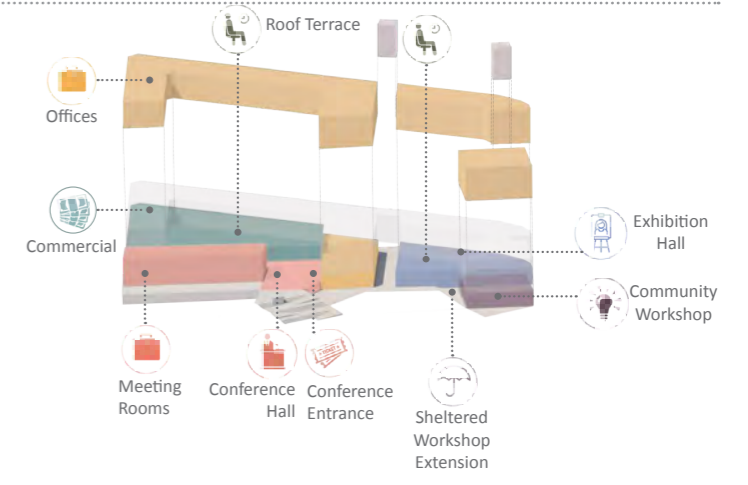 Roof Terrace
Offices
Commercial
Exhibition
Hall
Community
Workshop
Meeting
Rooms
Conference
Hall
Conference
Entrance
Sheltered
Workshop
Extension